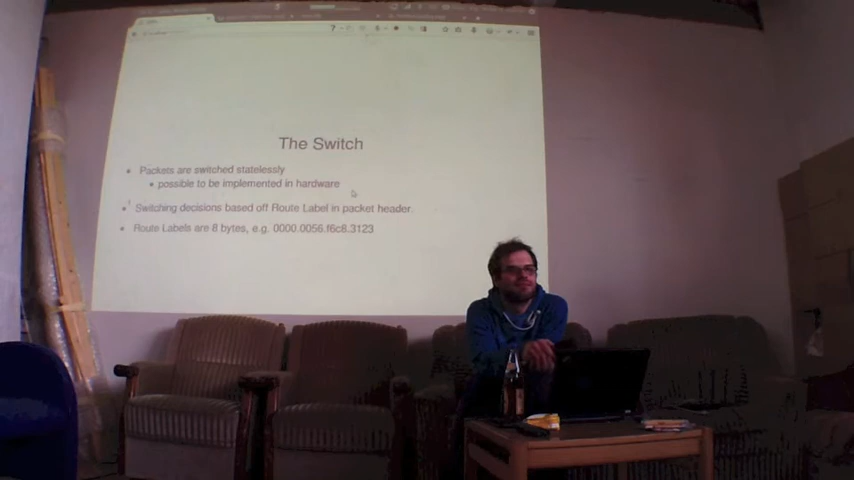 The Switch
Packets are switched statelessly
possible to be implemented in hardware
Switching decisions based off Route Label in packet header.
Route Labels are 8 bytes, e.g. 0000.0056.f6c8.3123